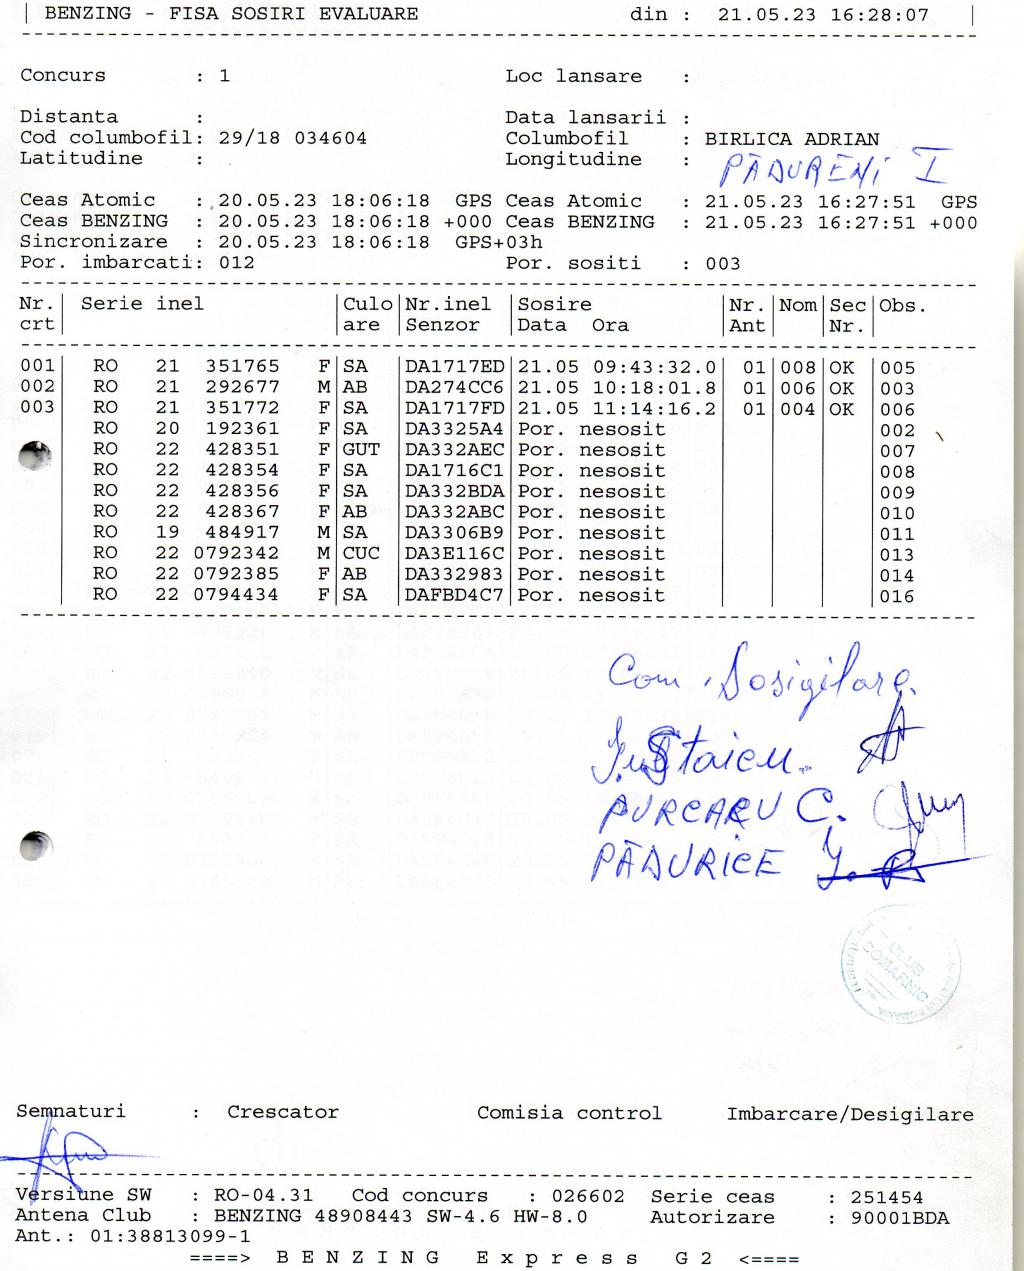 | BENZING - FISA SOSIRI EVALUARE din : 21.05.23 16:28:07 |
Concurs : 1 Loc lansare :
Distanta : Data lansarii :
Cod columbofil: 29/18 034604 Columbofil : BIRLICA ADRIAN
Latitudine : Longitudine : PĂDURENI I
Ceas Atomic : 20.05.23 18:06:18 GPS Ceas Atomic : 21.05.23 16:27:51 GPS
Ceas BENZING : 20.05.23 18:06:18 +000 Ceas BENZING : 21.05.23 16:27:51 +000
Sincronizare : 20.05.23 18:06:18 GPS+03h
Por. imbarcati: 012 Por. sositi : 003
Nr. | Serie inel | Culo | Nr.inel | Sosire | Nr. | Nom | Sec | Obs.
crt | | are | Senzor | Data Ora | Ant | | Nr. |
001 | RO 21 351765 F | SA | DA1717ED | 21.05 09:43:32.0 | 01 | 008 | OK | 005
002 | RO 21 292677 M | AB | DA274CC6 | 21.05 10:18:01.8 | 01 | 006 | OK | 003
003 | RO 21 351772 F | SA | DA1717FD | 21.05 11:14:16.2 | 01 | 004 | OK | 006
RO 20 192361 F | SA | DA3325A4 | Por. nesosit | | | | 002
RO 22 428351 F | GUT | DA332AEC | Por. nesosit | | | | 007
RO 22 428354 F | SA | DA1716C1 | Por. nesosit | | | | 008
RO 22 428356 F | SA | DA332BDA | Por. nesosit | | | | 009
RO 22 428367 F | AB | DA332ABC | Por. nesosit | | | | 010
RO 19 484917 M | SA | DA3306B9 | Por. nesosit | | | | 011
RO 22 0792342 M | CUC | DA3E116C | Por. nesosit | | | | 013
RO 22 0792385 F | AB | DA332983 | Por. nesosit | | | | 014
RO 22 0794434 F | SA | DAFBD4C7 | Por. nesosit | | | | 016
Com. Dosigilare
Staicu.
PURCARU C.
PĂDURICE
CLUB
COMARNIC
Semnaturi : Crescator Comisia control Imbarcare/Desigilare
Versiune SW : RO-04.31 Cod concurs : 026602 Serie ceas : 251454
Antena Club : BENZING 48908443 SW-4.6 HW-8.0 Autorizare : 90001BDA
Ant.: 01:38813099-1
====> B E N Z I N G E x p r e s s G 2 <====